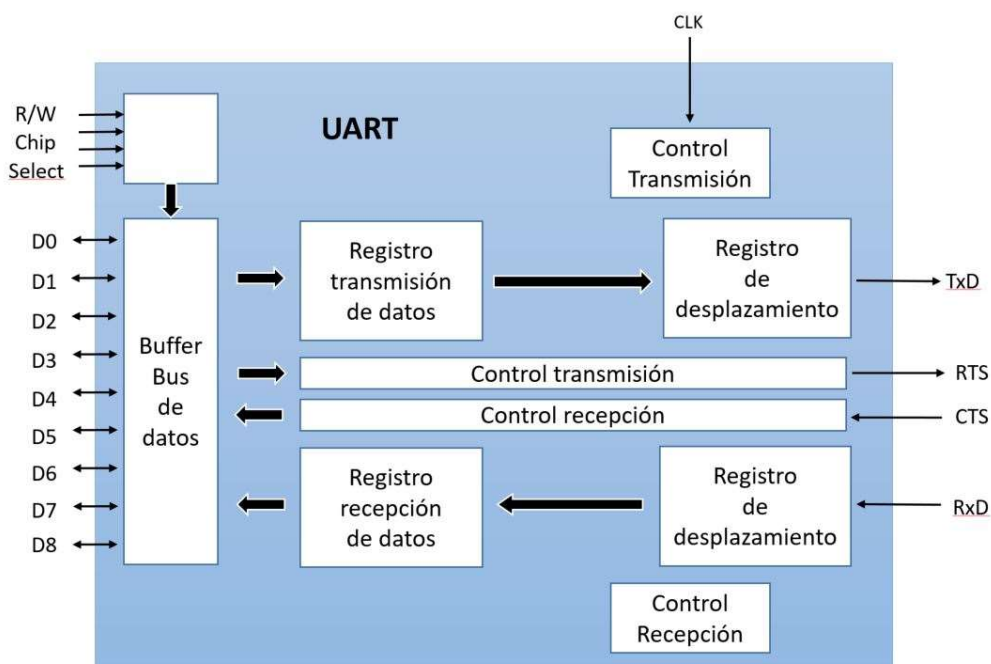 CLK
R/W
Chip
Select
UART
Control
Transmisión
D0
D1
D2
D3
D4
D5
D6
D7
D8
Buffer
Bus
de
datos
Registro
transmisión
de datos
Registro
de
desplazamiento
TxD
Control transmisión
RTS
Control recepción
CTS
Registro
recepción
de datos
Registro
de
desplazamiento
RxD
Control
Recepción